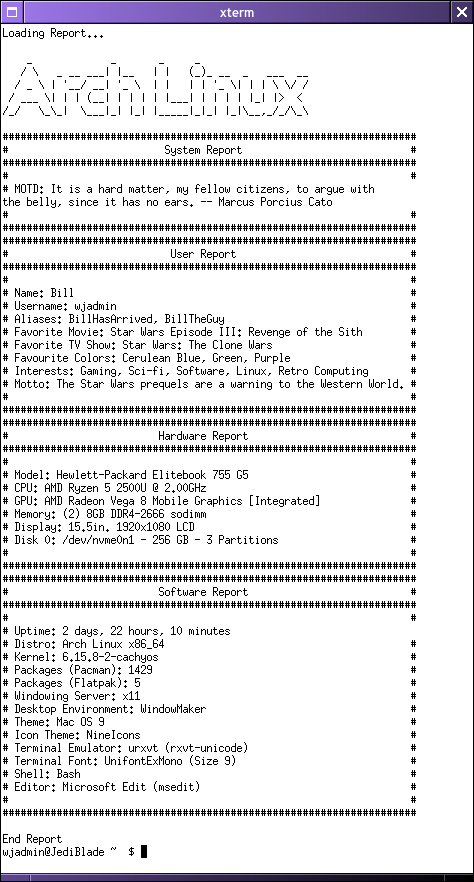 xterm
Loading Report...
Arch Linux
####################################################################
# System Report #
####################################################################
# #
# MOTD: It is a hard matter, my fellow citizens, to argue with
the belly, since it has no ears. -- Marcus Porcius Cato
# #
####################################################################
####################################################################
# User Report #
####################################################################
# #
# Name: Bill
# Username: wjadmin
# Aliases: BillHasArrived, BillTheGuy
# Favorite Movie: Star Wars Episode III: Revenge of the Sith
# Favorite TV Show: Star Wars: The Clone Wars
# Favourite Colors: Cerulean Blue, Green, Purple
# Interests: Gaming, Sci-fi, Software, Linux, Retro Computing
# Motto: The Star Wars prequels are a warning to the Western World. #
# #
####################################################################
####################################################################
# Hardware Report #
####################################################################
# #
# Model: Hewlett-Packard Elitebook 755 G5
# CPU: AMD Ryzen 5 2500U @ 2.00GHz
# GPU: AMD Radeon Vega 8 Mobile Graphics [Integrated]
# Memory: (2) 8GB DDR4-2666 sodimm
# Display: 15.5in. 1920x1080 LCD
# Disk 0: /dev/nvme0n1 - 256 GB - 3 Partitions
# #
####################################################################
####################################################################
# Software Report #
####################################################################
# #
# Uptime: 2 days, 22 hours, 10 minutes
# Distro: Arch Linux x86_64
# Kernel: 6.15.8-2-cachyos
# Packages (Pacman): 1429
# Packages (Flatpak): 5
# Windowing Server: x11
# Desktop Environment: WindowMaker
# Theme: Mac OS 9
# Icon Theme: NineIcons
# Terminal Emulator: urxvt (rxvt-unicode)
# Terminal Font: UnifontExMono (Size 9)
# Shell: Bash
# Editor: Microsoft Edit (msedit)
# #
####################################################################
End Report
wjadmin@JediBlade ~ $